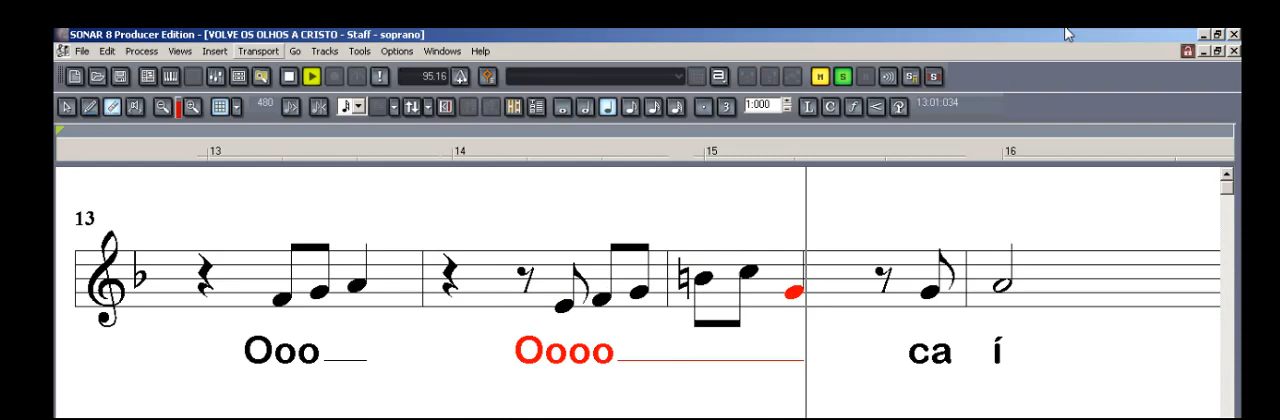 SONAR 8 Producer Edition - [VOLVE OS OLHOS A CRISTO - Staff - soprano]
File Edit Process Views Insert Transport Go Tracks Tools Options Windows Help
95.16 M S
480 3 1:000 L C f < 13:01:034
13 14 15 16
13
Ooo Oooo ca í